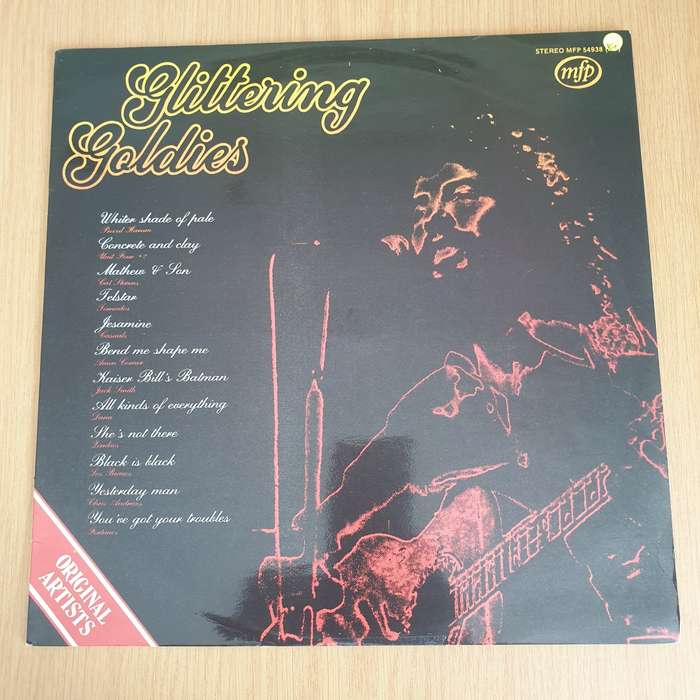 STEREO MFP 54938
mfp
Glittering
Goldies
Whiter shade of pale
Concrete and clay
Unit Four +2
Mathew & Son
Cat Stevens
Telstar
Jesamine
Casuals
Bend me shape me
Amen Corner
Kaiser Bill's Batman
Jack Smith
All kinds of everything
Dana
She's not there
Zombies
Black is black
Los Bravos
Yesterday man
Chris Andrews
You've got your troubles
Fortunes
ORIGINAL
ARTISTS